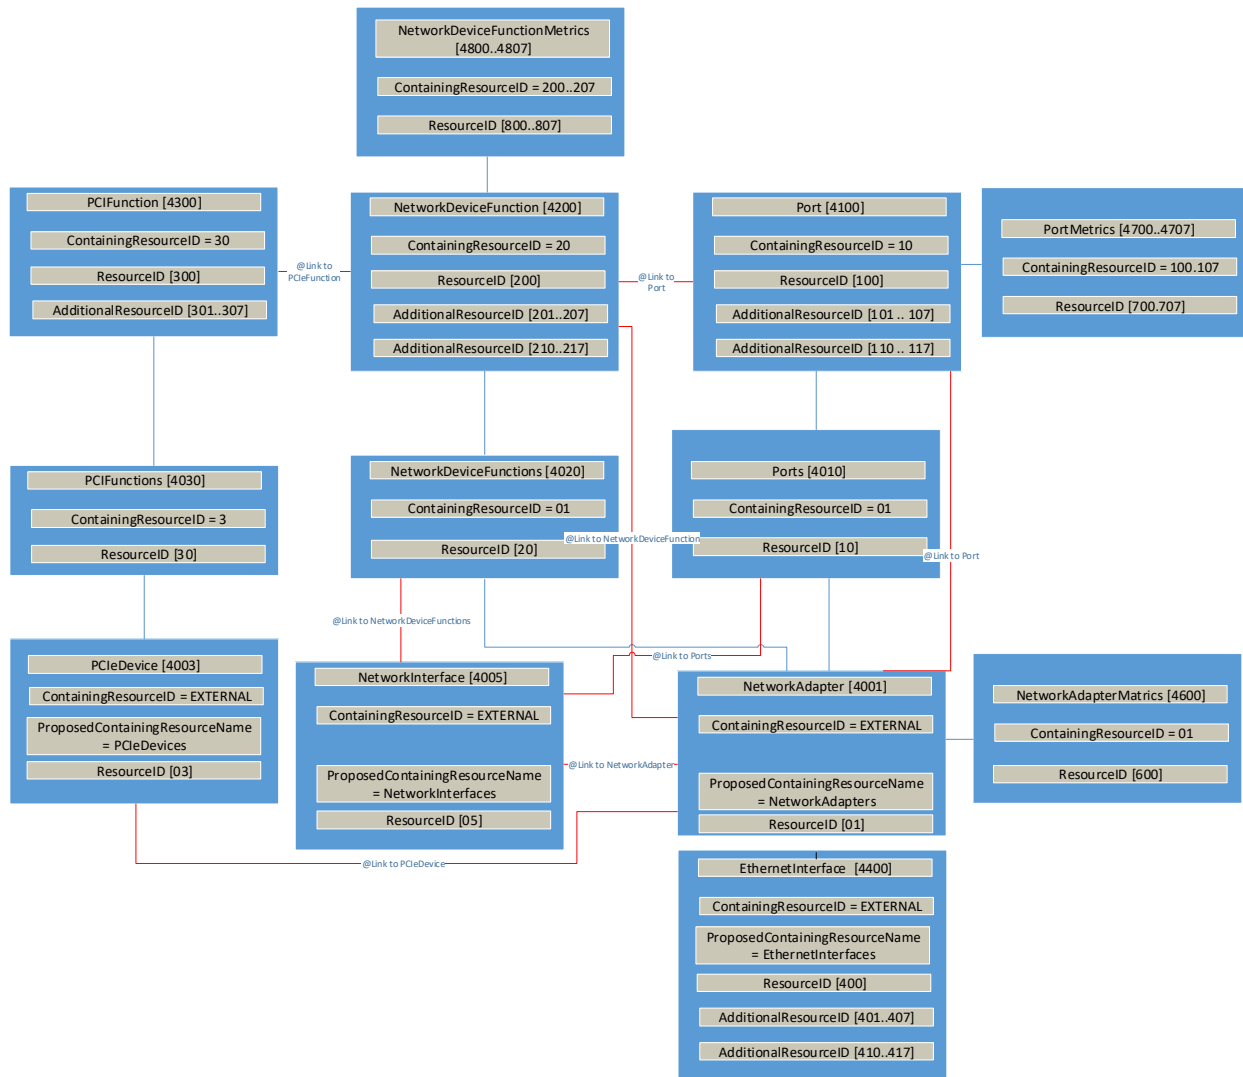 NetworkDeviceFunctionMetrics
[4800..4807]
ContainingResourceID = 200..207
ResourceID [800..807]
PCIFunction [4300]
ContainingResourceID = 30
ResourceID [300]
AdditionalResourceID [301..307]
@Link to
PCIeFunction
NetworkDeviceFunction [4200]
ContainingResourceID = 20
ResourceID [200]
AdditionalResourceID [201..207]
AdditionalResourceID [210..217]
@Link to
Port
Port [4100]
ContainingResourceID = 10
ResourceID [100]
AdditionalResourceID [101 .. 107]
AdditionalResourceID [110 .. 117]
PortMetrics [4700..4707]
ContainingResourceID = 100.107
ResourceID [700.707]
PCIFunctions [4030]
ContainingResourceID = 3
ResourceID [30]
NetworkDeviceFunctions [4020]
ContainingResourceID = 01
ResourceID [20]
@Link to NetworkDeviceFunction
Ports [4010]
ContainingResourceID = 01
ResourceID [10]
@Link to Port
@Link to NetworkDeviceFunctions
@Link to Ports
PCIeDevice [4003]
ContainingResourceID = EXTERNAL
ProposedContainingResourceName
= PCIeDevices
ResourceID [03]
NetworkInterface [4005]
ContainingResourceID = EXTERNAL
ProposedContainingResourceName
= NetworkInterfaces
ResourceID [05]
@Link to NetworkAdapter
NetworkAdapter [4001]
ContainingResourceID = EXTERNAL
ProposedContainingResourceName
= NetworkAdapters
ResourceID [01]
NetworkAdapterMatrics [4600]
ContainingResourceID = 01
ResourceID [600]
@Link to PCIeDevice
EthernetInterface [4400]
ContainingResourceID = EXTERNAL
ProposedContainingResourceName
= EthernetInterfaces
ResourceID [400]
AdditionalResourceID [401..407]
AdditionalResourceID [410..417]